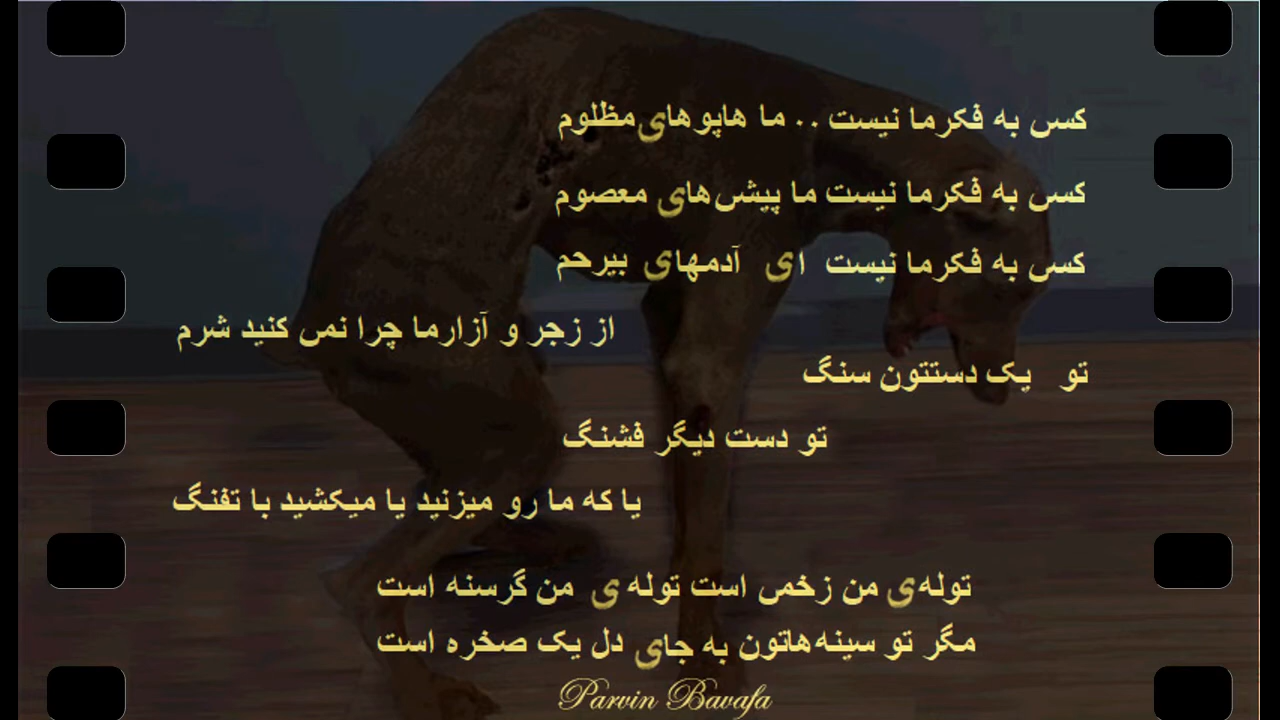 کسی به فکرما نیست .. ما هاپوهای مظلوم
کسی به فکرما نیست ما پیشی‌های معصوم
کسی به فکرما نیست ای آدمهای بیرحم
از زجر و آزارما چرا نمی کنید شرم
تو یک دستتون سنگ
تو دست دیگر فشنگ
یا که ما رو میزنید یا میکشید با تفنگ
توله‌ی من زخمی است توله ی من گرسنه است
مگر تو سینه‌هاتون به جای دل یک صخره است
Parvin Bavafa